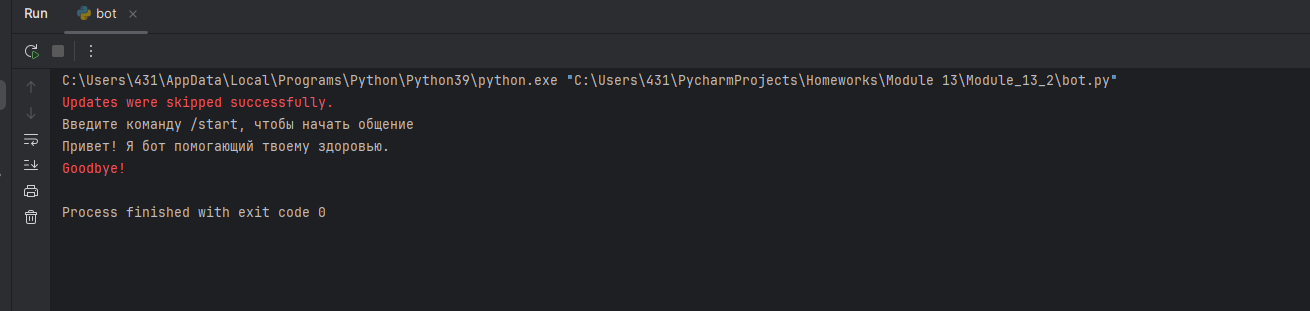 Run bot
C:\Users\431\AppData\Local\Programs\Python\Python39\python.exe "C:\Users\431\PycharmProjects\Homeworks\Module 13\Module_13_2\bot.py"
Updates were skipped successfully.
Введите команду /start, чтобы начать общение
Привет! Я бот помогающий твоему здоровью.
Goodbye!
Process finished with exit code 0